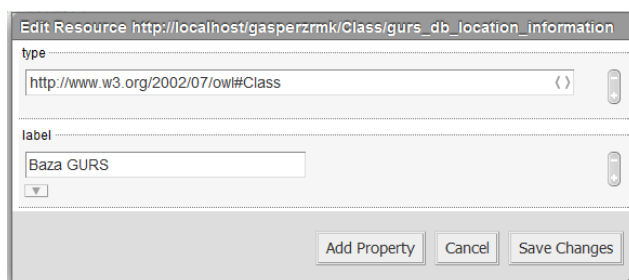 Edit Resource http://localhost/gasperzrmk/Class/gurs_db_location_information
type
http://www.w3.org/2002/07/owl#Class
label
Baza GURS
Add Property Cancel Save Changes